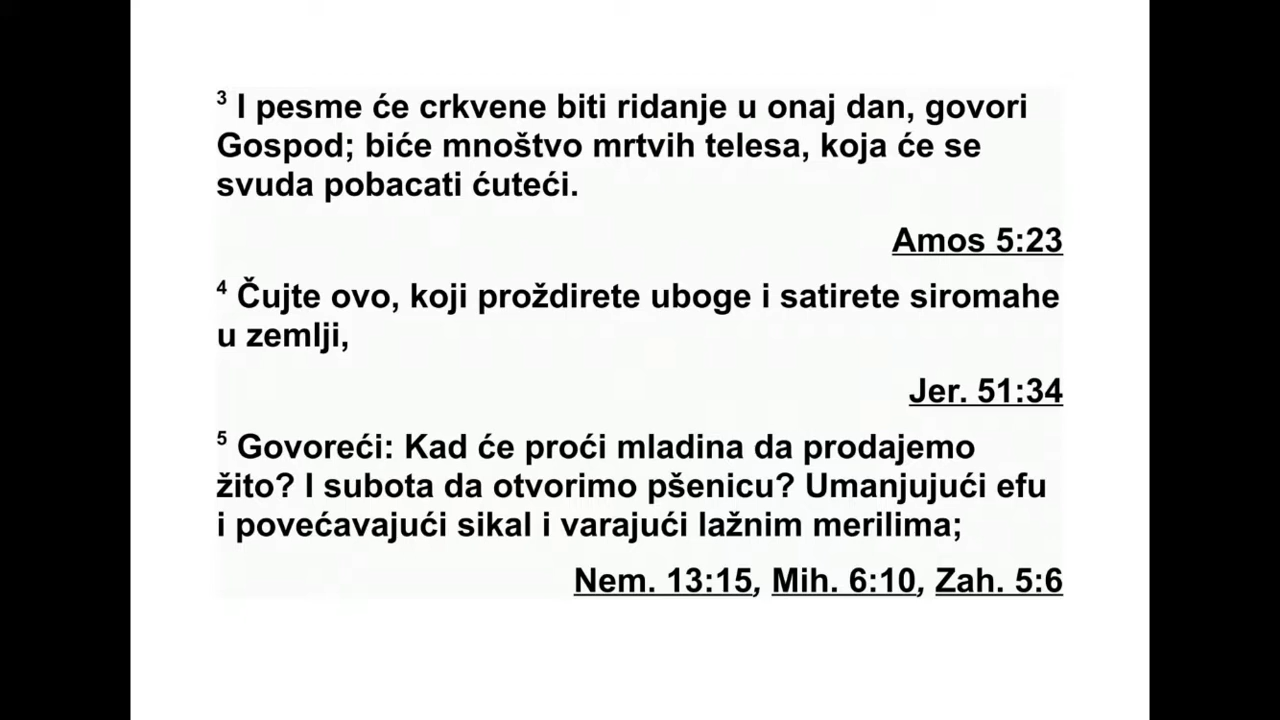 3 I pesme će crkvene biti ridanje u onaj dan, govori
Gospod; biće mnoštvo mrtvih telesa, koja će se
svuda pobacati ćuteći.
Amos 5:23
4 Čujte ovo, koji proždirete uboge i satirete siromahe
u zemlji,
Jer. 51:34
5 Govoreći: Kad će proći mladina da prodajemo
žito? I subota da otvorimo pšenicu? Umanjujući efu
i povećavajući sikal i varajući lažnim merilima;
Nem. 13:15, Mih. 6:10, Zah. 5:6